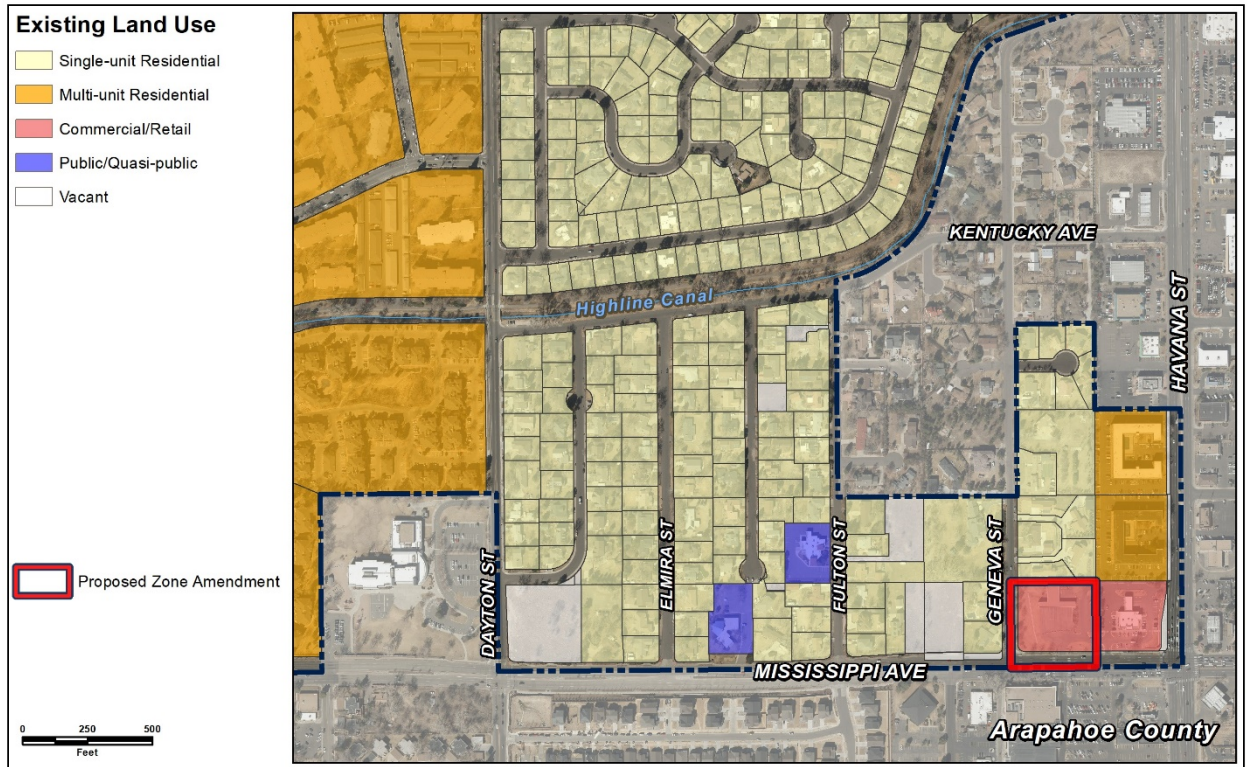 Existing Land Use
Single-unit Residential
Multi-unit Residential
Commercial/Retail
Public/Quasi-public
Vacant
Proposed Zone Amendment
0 250 500
Feet
KENTUCKY AVE
HAVANA ST
Highline Canal
DAYTON ST
ELMIRA ST
FULTON ST
GENEVA ST
MISSISSIPPI AVE
Arapahoe County